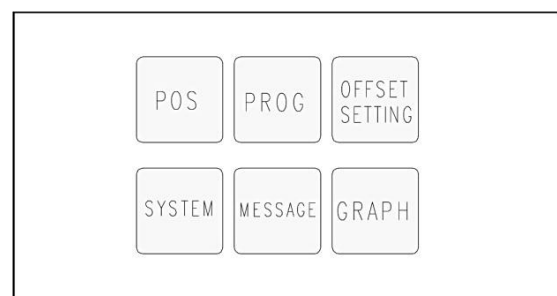 POS
PROG
OFFSET
SETTING
SYSTEM
MESSAGE
GRAPH